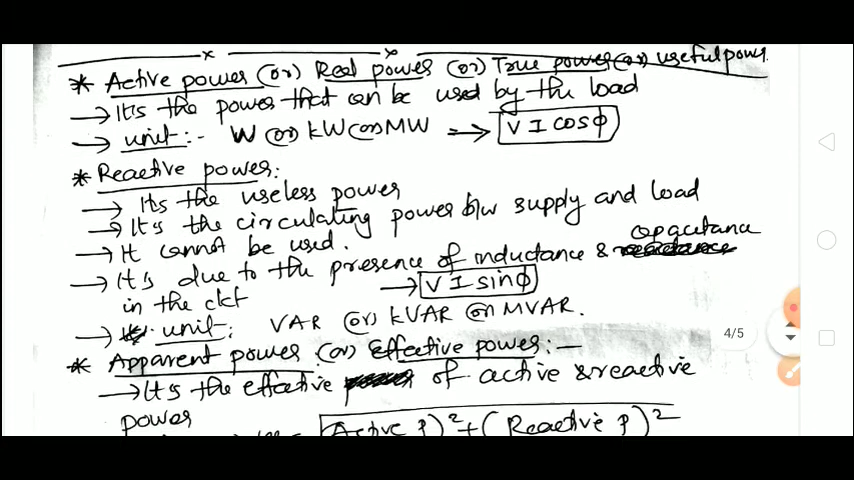 * Active power (or) Real power (or) True power (or) useful power
→ It's the power that can be used by the load
→ unit:- W (or) kW (or) MW ⇒ V I cosϕ
* Reactive power:
→ Its the useless power
→ It's the circulating power b/w supply and load
→ It cannot be used.
→ It's due to the presence of inductance & capacitance
in the ckt → V I sinϕ
→ unit: VAR (or) kVAR (or) MVAR.
* Apparent power (or) Effective power:-
→ It's the effective of active & reactive
power
Active P)² + ( Reactive P)²
4/5